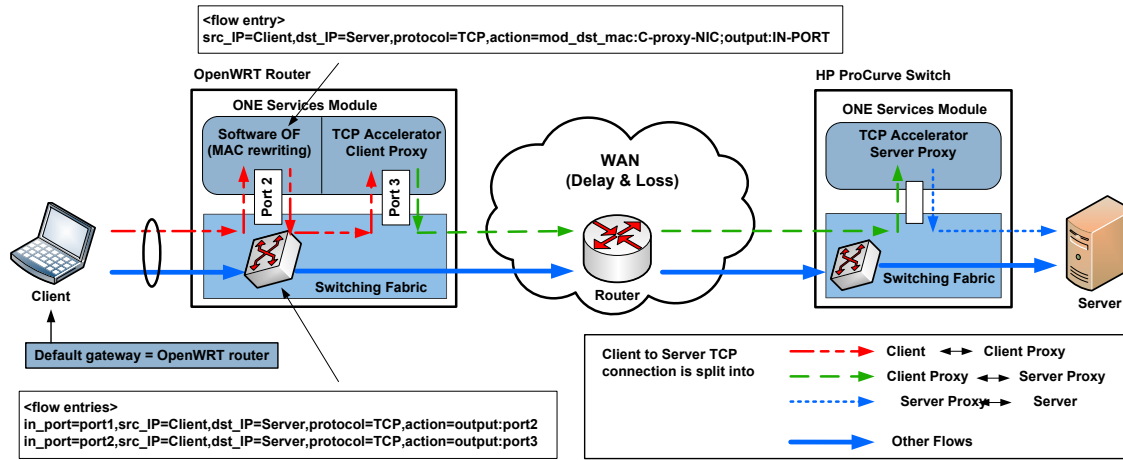 <flow entry>
src_IP=Client,dst_IP=Server,protocol=TCP,action=mod_dst_mac:C-proxy-NIC;output:IN-PORT
OpenWRT Router
HP ProCurve Switch
ONE Services Module
Software OF
(MAC rewriting)
TCP Accelerator
Client Proxy
Port 2
Port 3
Switching Fabric
WAN
(Delay & Loss)
Router
ONE Services Module
TCP Accelerator
Server Proxy
Switching Fabric
Client
Server
Default gateway = OpenWRT router
<flow entries>
in_port=port1,src_IP=Client,dst_IP=Server,protocol=TCP,action=output:port2
in_port=port2,src_IP=Client,dst_IP=Server,protocol=TCP,action=output:port3
Client to Server TCP
connection is split into
Client Client Proxy
Client Proxy Server Proxy
Server Proxy Server
Other Flows